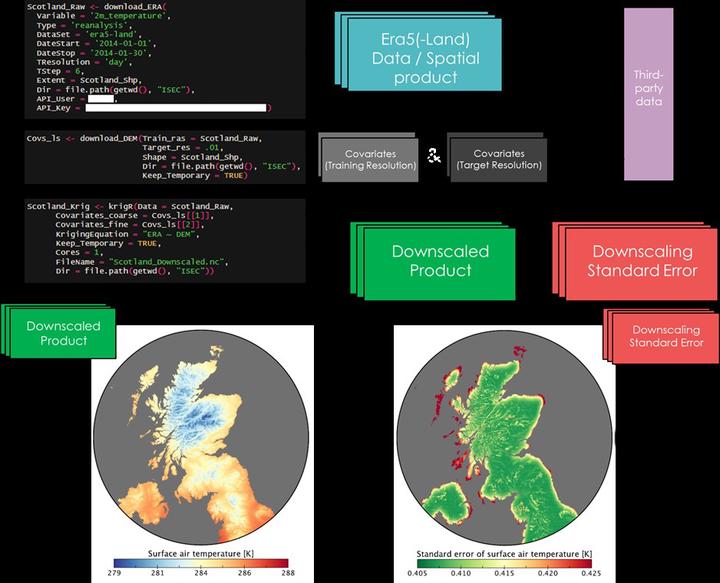 Scotland_Raw <- download_ERA(
Variable = '2m_temperature',
Type = 'reanalysis',
DataSet = 'era5-land',
DateStart = '2014-01-01',
DateStop = '2014-01-30',
TResolution = 'day',
TStep = 6,
Extent = Scotland_Shp,
Dir = file.path(getwd(), "ISEC"),
API_User = ,
API_Key = )
Covs_ls <- download_DEM(Train_ras = Scotland_Raw,
Target_res = .01,
Shape = Scotland_Shp,
Dir = file.path(getwd(), "ISEC"),
Keep_Temporary = TRUE)
Scotland_Krig <- krigR(Data = Scotland_Raw,
Covariates_coarse = Covs_ls[[1]],
Covariates_fine = Covs_ls[[2]],
KrigingEquation = "ERA ~ DEM",
Keep_Temporary = TRUE,
Cores = 1,
FileName = "Scotland_Downscaled.nc",
Dir = file.path(getwd(), "ISEC"))
Era5(-Land)
Data / Spatial
product
Third-
party
data
Covariates
(Training Resolution)
&
Covariates
(Target Resolution)
Downscaled
Product
Downscaling
Standard Error
Downscaled
Product
Downscaling
Standard Error
Surface air temperature [K]
279 281 284 286 288
Standard error of surface air temperature [K]
0.405 0.410 0.415 0.420 0.425